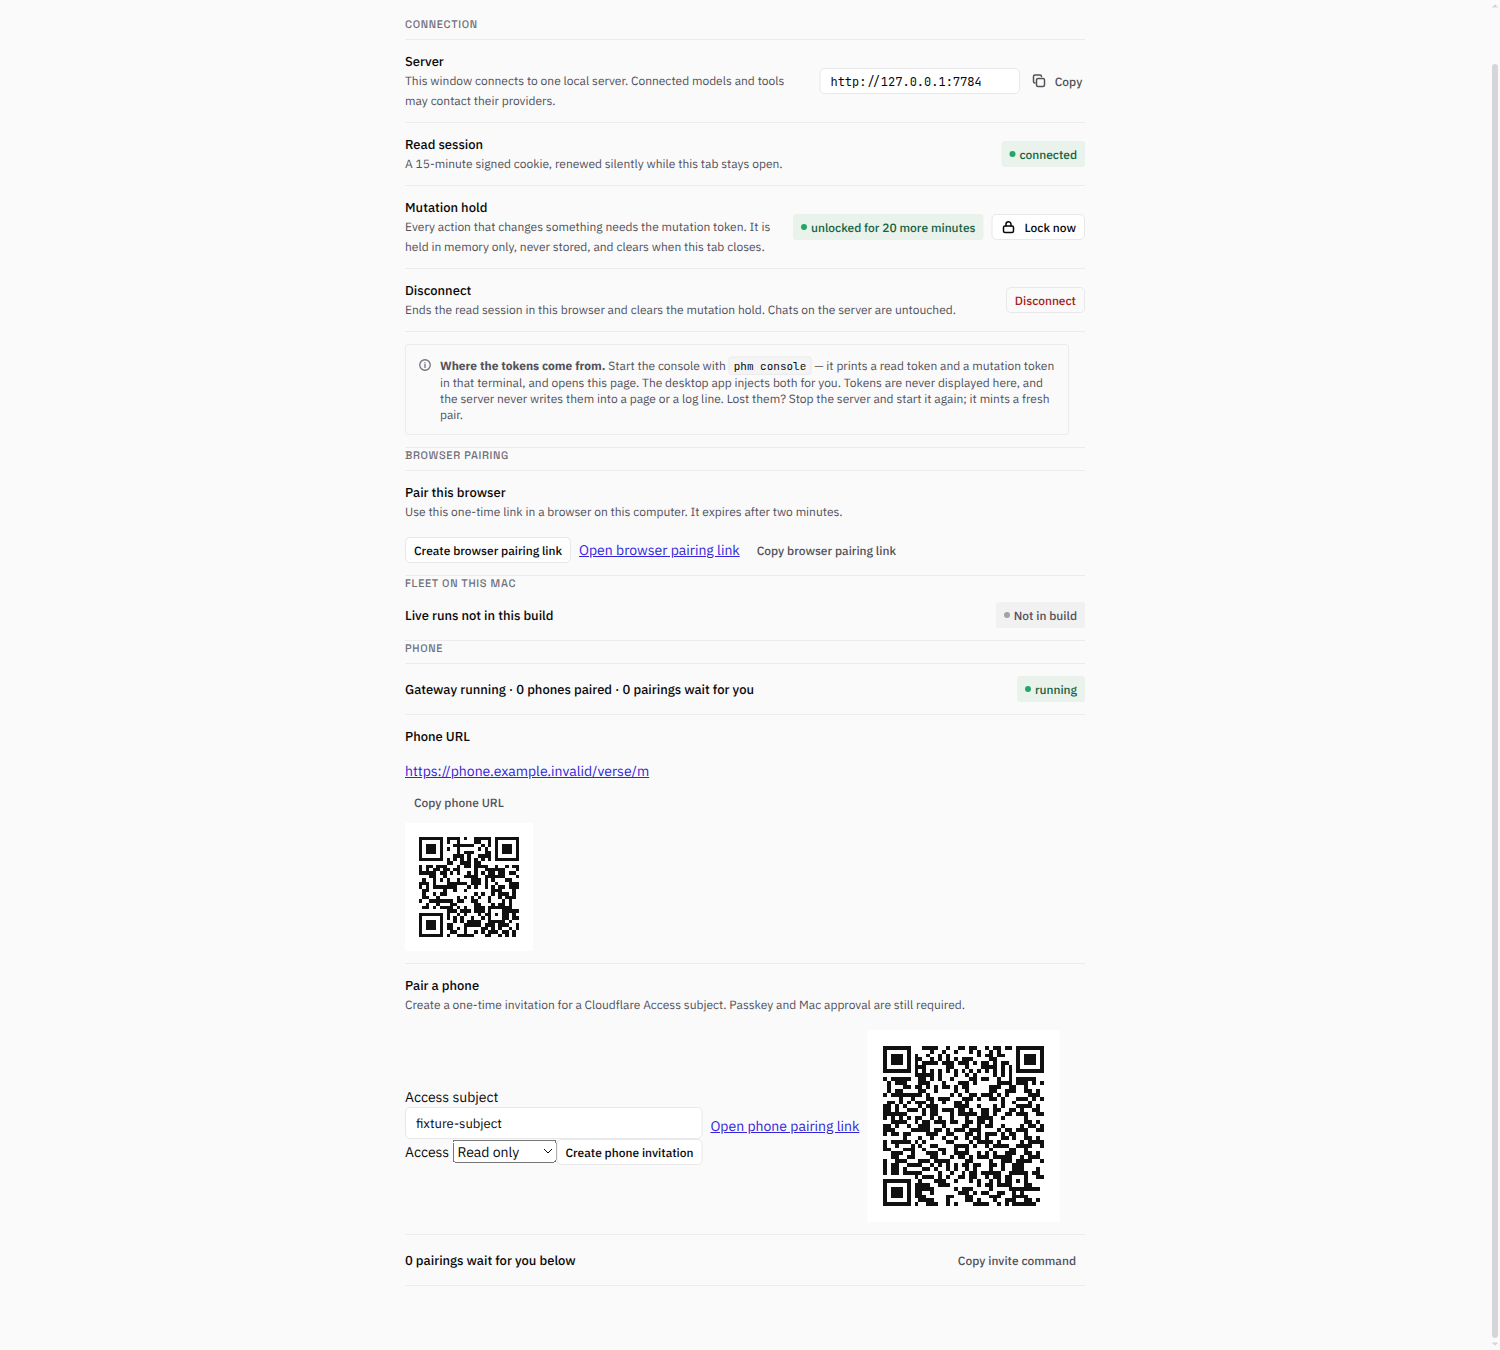 CONNECTION
Server
This window connects to one local server. Connected models and tools
may contact their providers.
http://127.0.0.1:7784
Copy
Read session
A 15-minute signed cookie, renewed silently while this tab stays open.
connected
Mutation hold
Every action that changes something needs the mutation token. It is
held in memory only, never stored, and clears when this tab closes.
unlocked for 20 more minutes
Lock now
Disconnect
Ends the read session in this browser and clears the mutation hold. Chats on the server are untouched.
Disconnect
Where the tokens come from. Start the console with phm console — it prints a read token and a mutation token
in that terminal, and opens this page. The desktop app injects both for you. Tokens are never displayed here, and
the server never writes them into a page or a log line. Lost them? Stop the server and start it again; it mints a fresh
pair.
BROWSER PAIRING
Pair this browser
Use this one-time link in a browser on this computer. It expires after two minutes.
Create browser pairing link
Open browser pairing link
Copy browser pairing link
FLEET ON THIS MAC
Live runs not in this build
Not in build
PHONE
Gateway running · 0 phones paired · 0 pairings wait for you
running
Phone URL
https://phone.example.invalid/verse/m
Copy phone URL
Pair a phone
Create a one-time invitation for a Cloudflare Access subject. Passkey and Mac approval are still required.
Access subject
fixture-subject
Open phone pairing link
Access
Read only
Create phone invitation
0 pairings wait for you below
Copy invite command